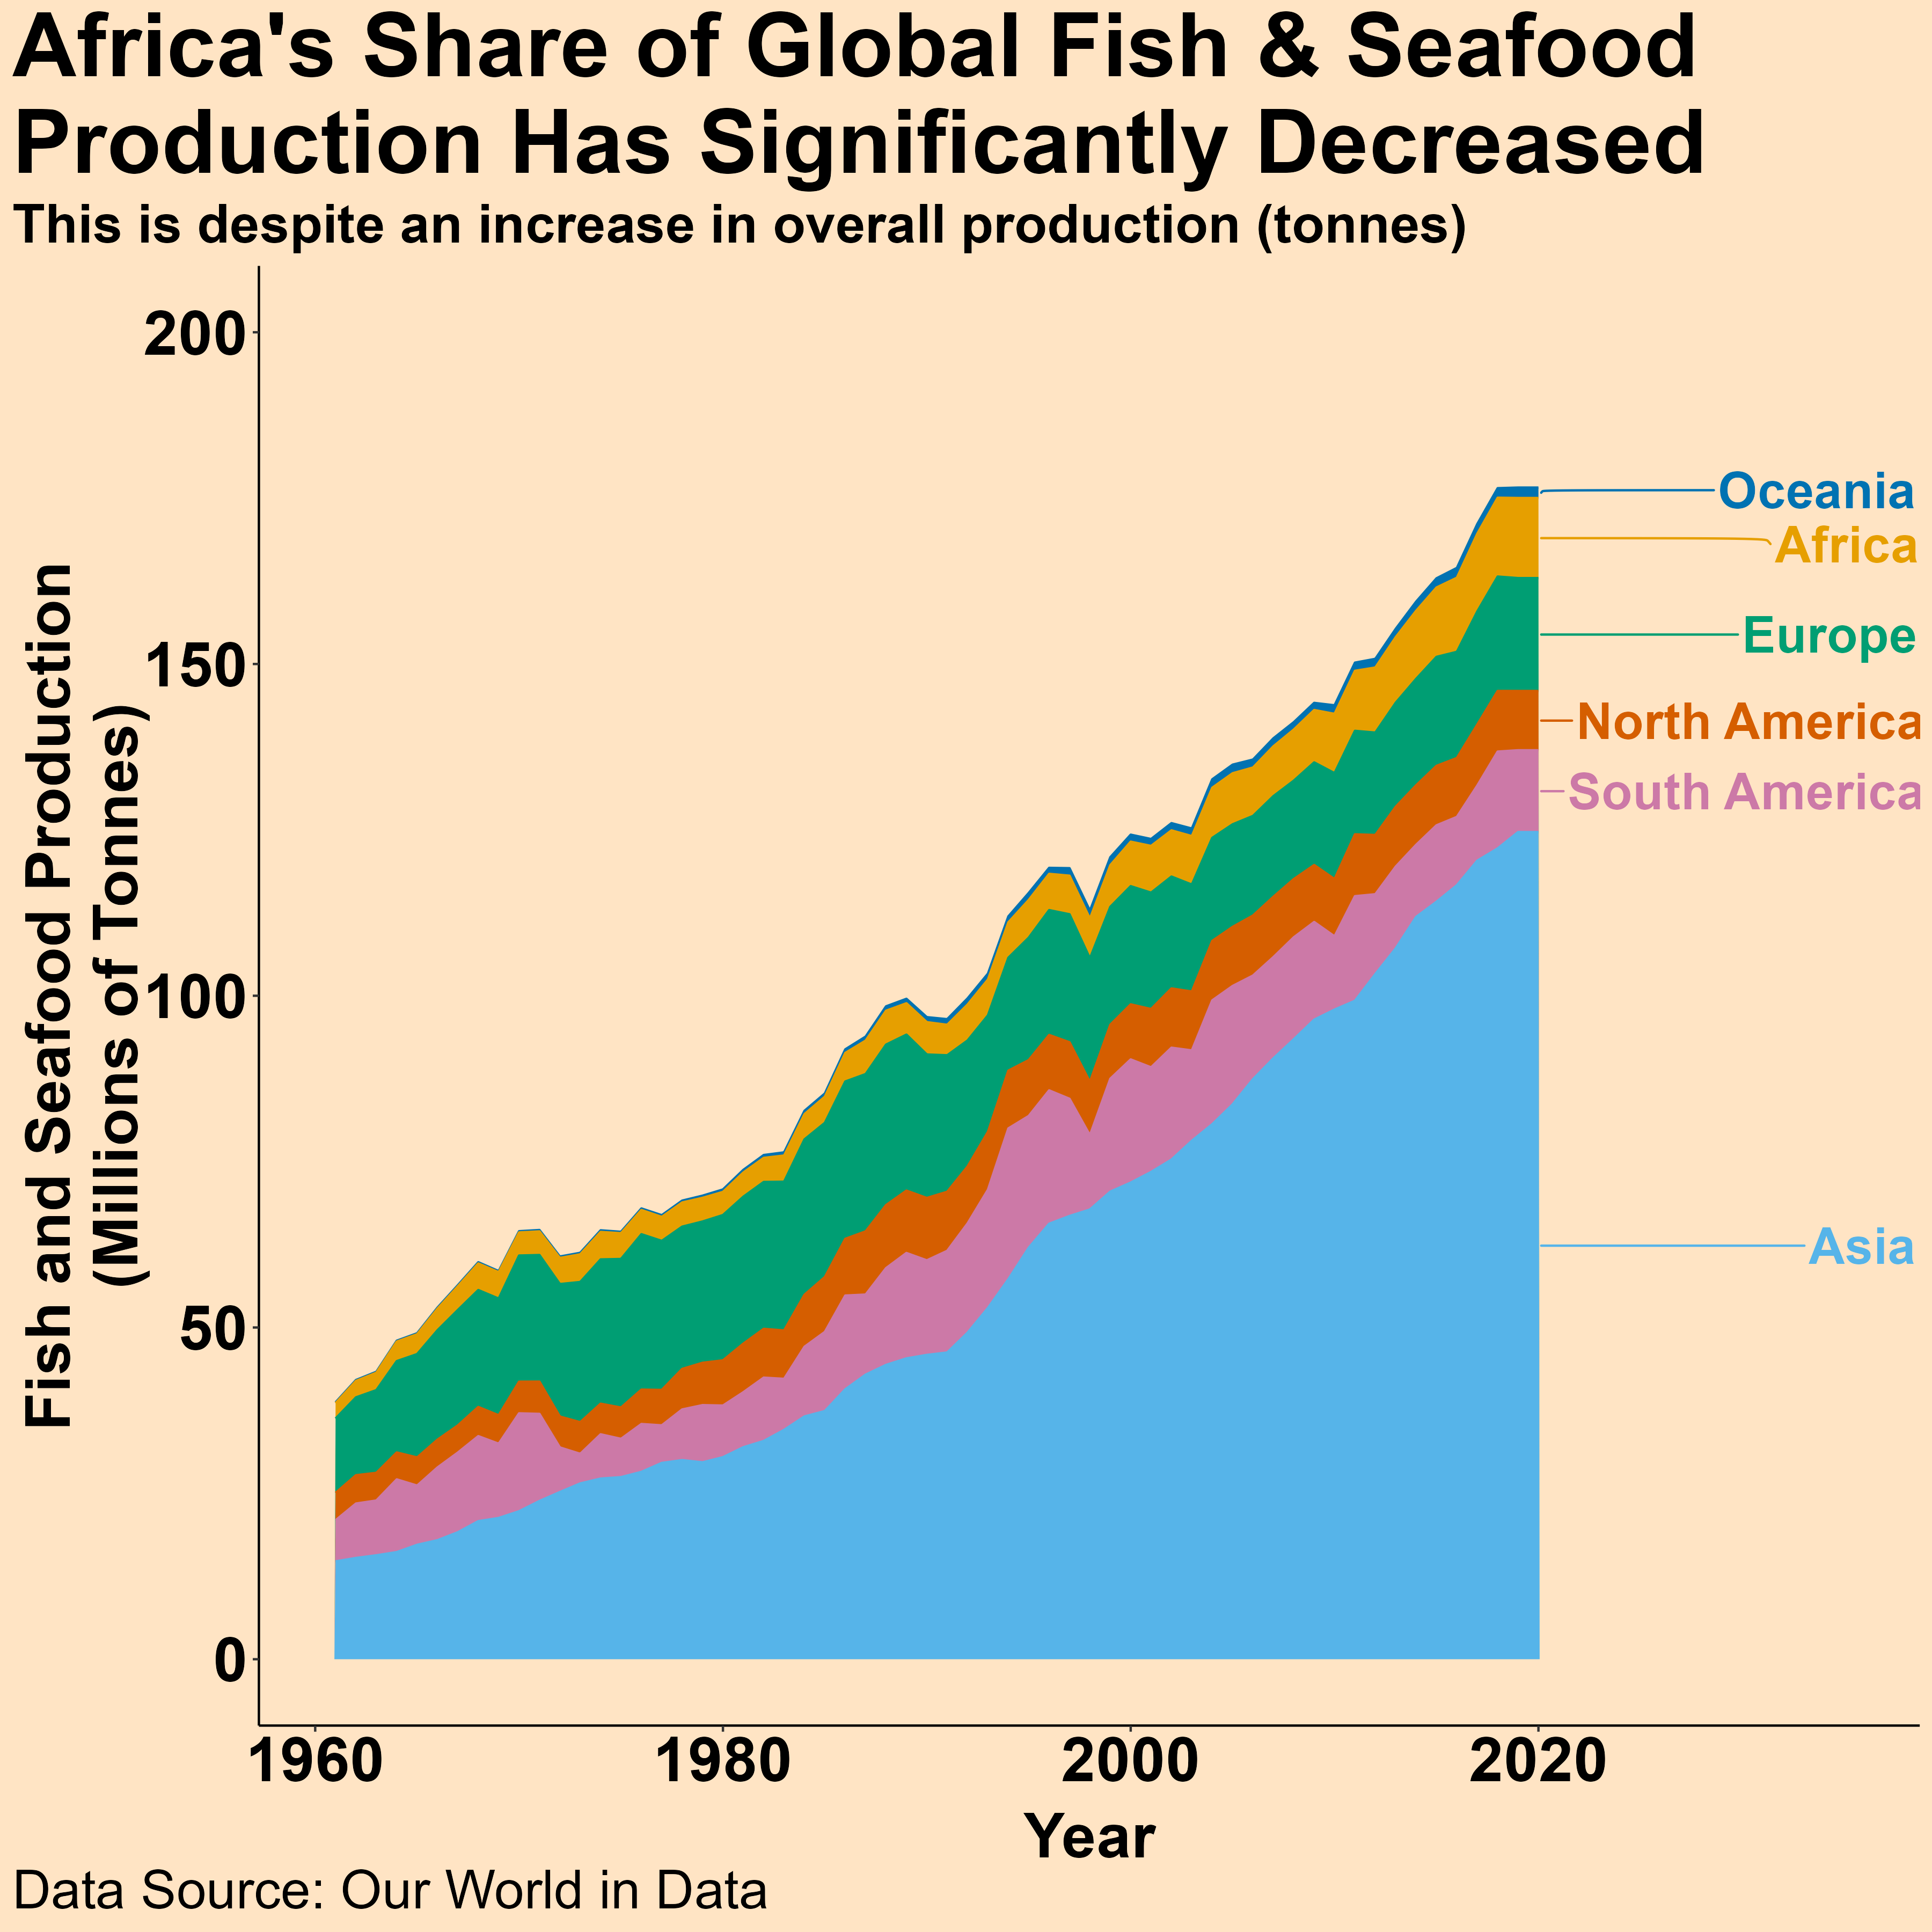 Africa's Share of Global Fish & Seafood
Production Has Significantly Decreased
This is despite an increase in overall production (tonnes)
Fish and Seafood Production
(Millions of Tonnes)
200
150
100
50
0
Oceania
Africa
Europe
North America
South America
Asia
1960
1980
2000
2020
Year
Data Source: Our World in Data